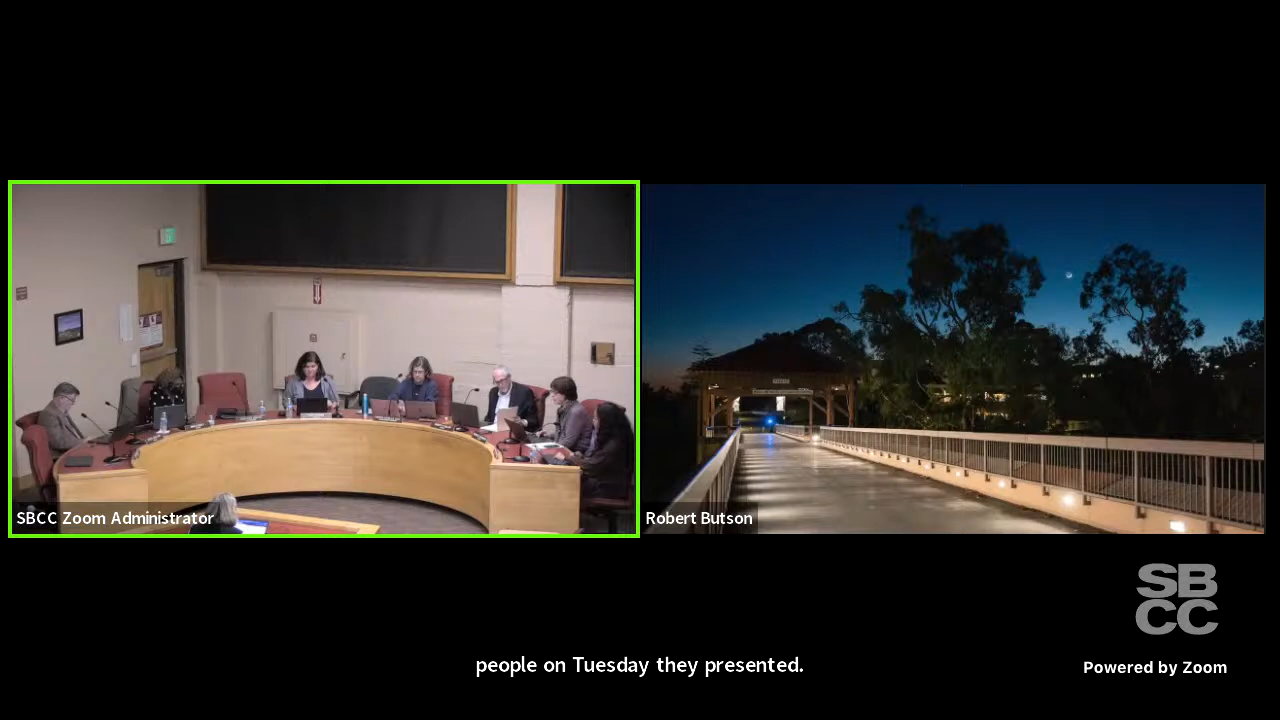 SBCC Zoom Administrator
Robert Butson
SB
CC
people on Tuesday they presented.
Powered by Zoom